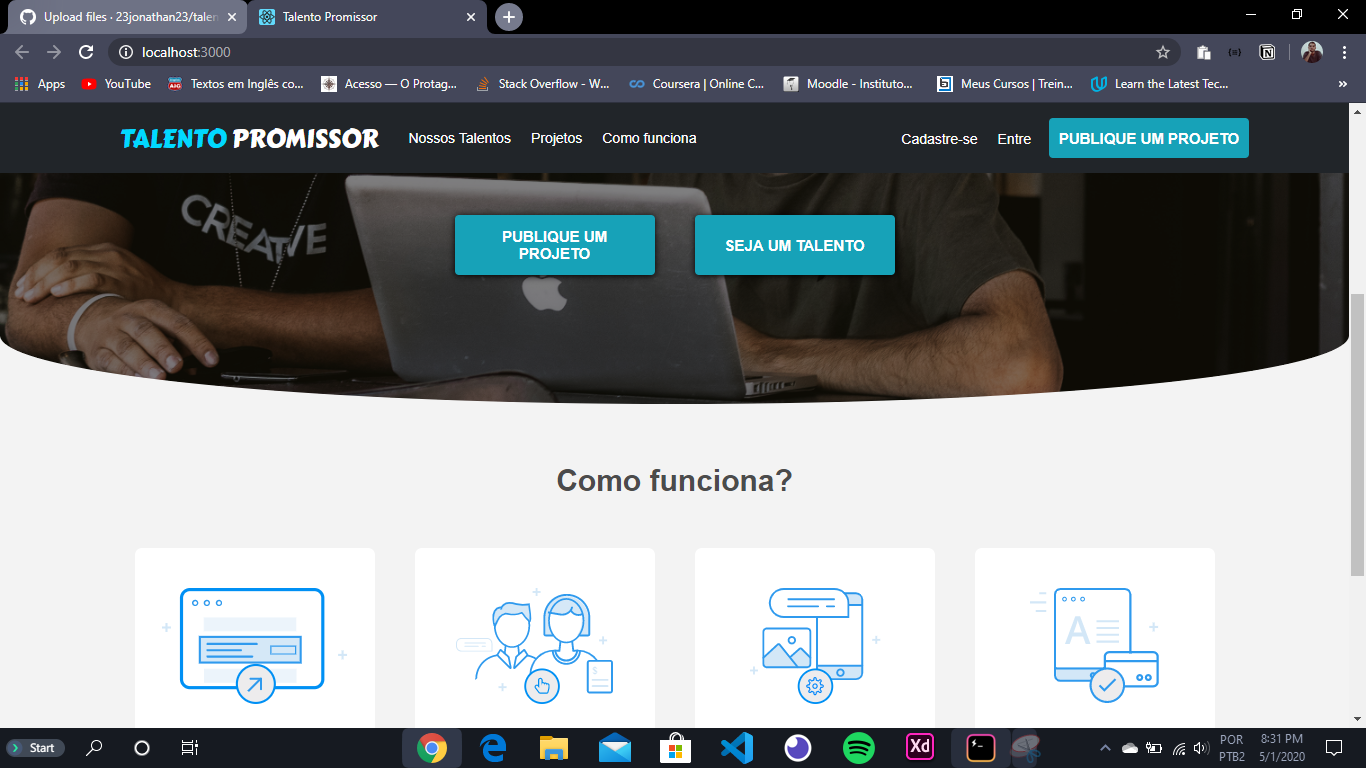 Upload files · 23jonathan23/talen
Talento Promissor
localhost:3000
Apps
YouTube
Textos em Inglês co...
Acesso — O Protag...
Stack Overflow - W...
Coursera | Online C...
Moodle - Instituto...
Meus Cursos | Trein...
Learn the Latest Tec...
»
TALENTO PROMISSOR
Nossos Talentos
Projetos
Como funciona
Cadastre-se
Entre
PUBLIQUE UM PROJETO
CREATIVE
PUBLIQUE UM
PROJETO
SEJA UM TALENTO
Como funciona?
$
A
Start
Xd
POR
PTB2
8:31 PM
5/1/2020